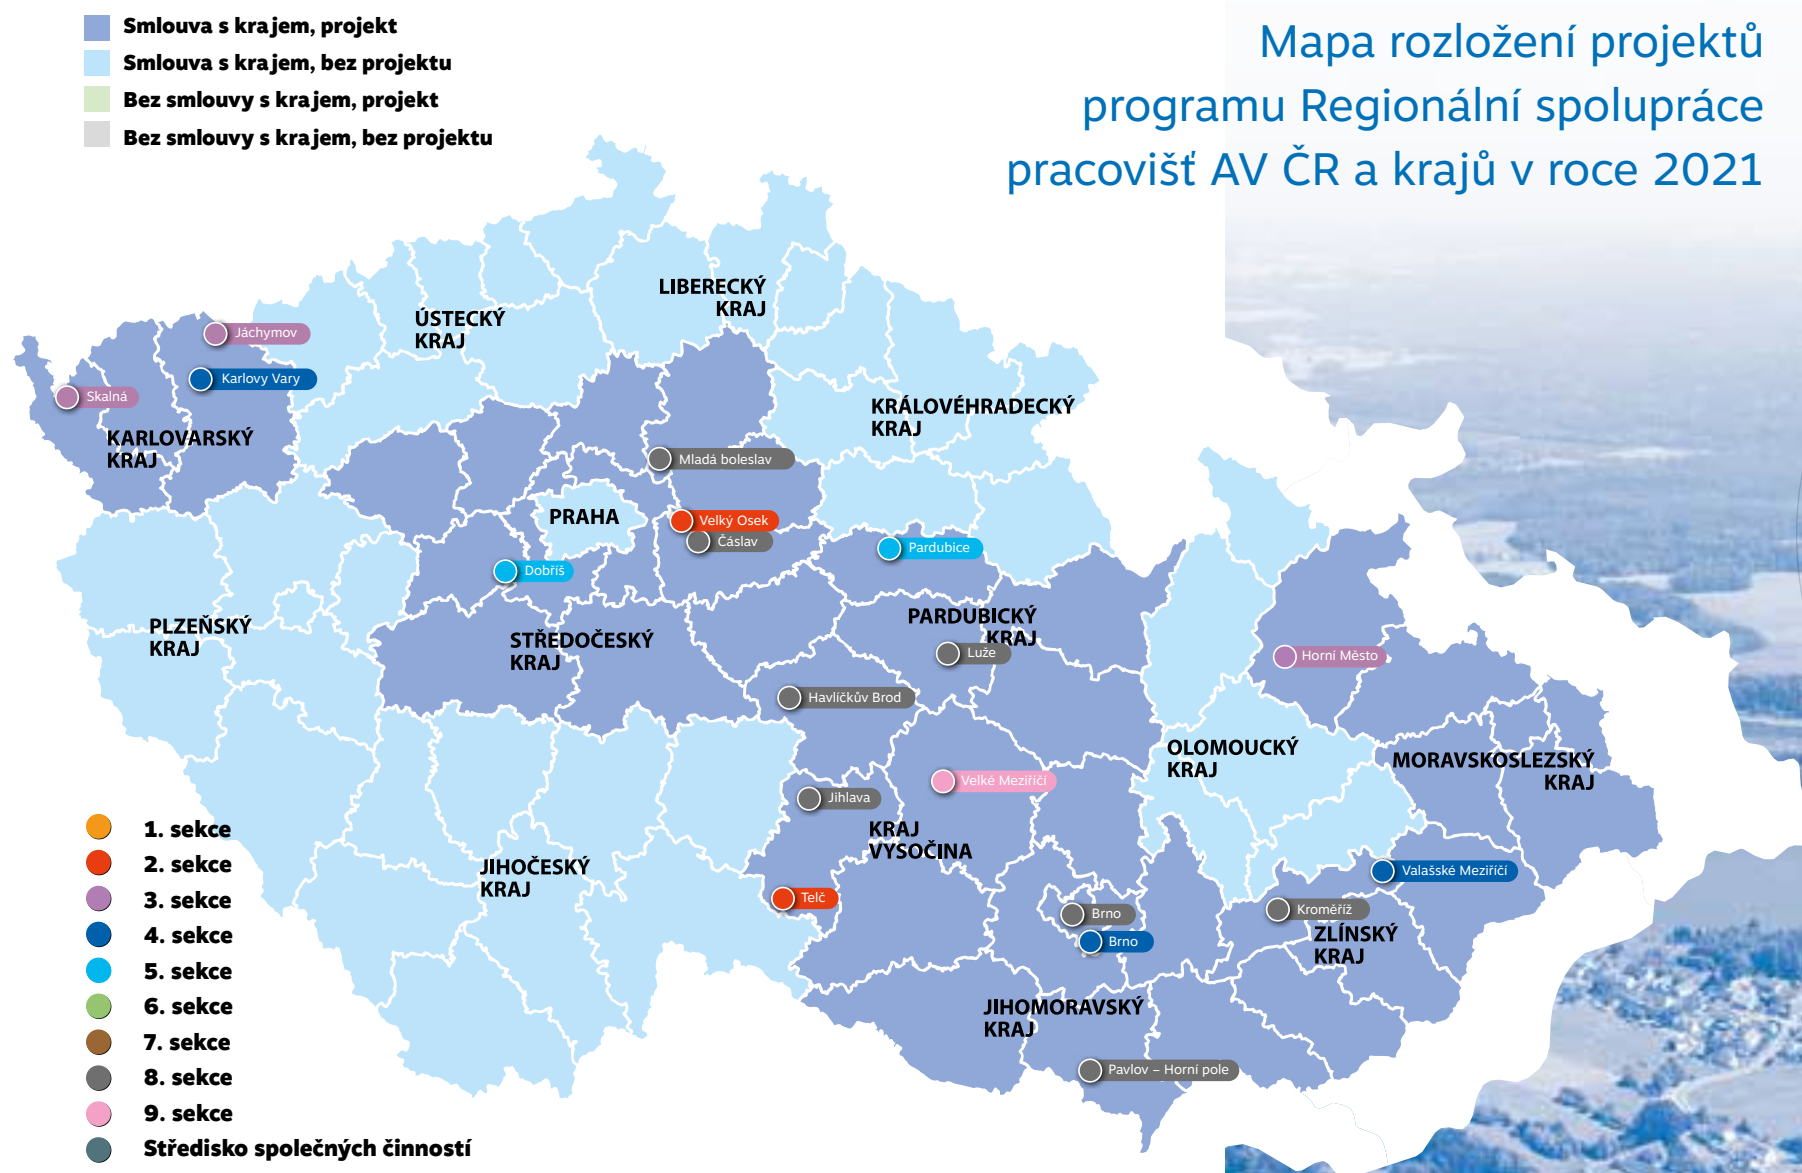 Smlouva s krajem, projekt
Smlouva s krajem, bez projektu
Bez smlouvy s krajem, projekt
Bez smlouvy s krajem, bez projektu
Mapa rozložení projektů
programu Regionální spolupráce
pracovišť AV ČR a krajů v roce 2021
LIBERECKÝ
KRAJ
ÚSTECKÝ
KRAJ
Jáchymov
Karlovy Vary
Skalná
KARLOVARSKÝ
KRAJ
KRÁLOVÉHRADECKÝ
KRAJ
Mladá boleslav
PRAHA
Velký Osek
Čáslav
Pardubice
Dobříš
PLZEŇSKÝ
KRAJ
STŘEDOČESKÝ
KRAJ
PARDUBICKÝ
KRAJ
Luže
Horní Město
Havlíčkův Brod
OLOMOUCKÝ
KRAJ
MORAVSKOSLEZSKÝ
KRAJ
Velké Meziříčí
Jihlava
KRAJ
VYSOČINA
JIHOČESKÝ
KRAJ
Valašské Meziříčí
Telč
Brno
Kroměříž
Brno
ZLÍNSKÝ
KRAJ
JIHOMORAVSKÝ
KRAJ
Pavlov – Horní pole
1. sekce
2. sekce
3. sekce
4. sekce
5. sekce
6. sekce
7. sekce
8. sekce
9. sekce
Středisko společných činností